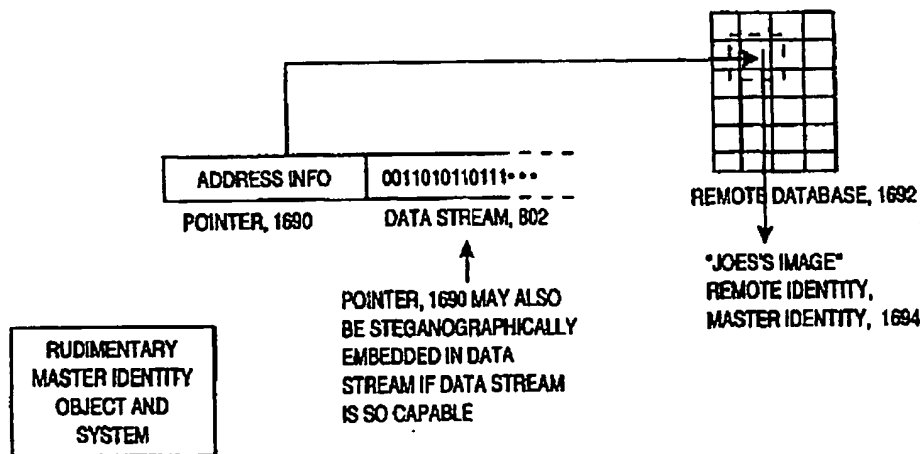 ADDRESS INFO
0011010110111•••
POINTER, 1690
DATA STREAM, 802
REMOTE DATABASE, 1692
POINTER, 1690 MAY ALSO
BE STEGANOGRAPHICALLY
EMBEDDED IN DATA
STREAM IF DATA STREAM
IS SO CAPABLE
"JOES'S IMAGE"
REMOTE IDENTITY,
MASTER IDENTITY, 1694
RUDIMENTARY
MASTER IDENTITY
OBJECT AND
SYSTEM